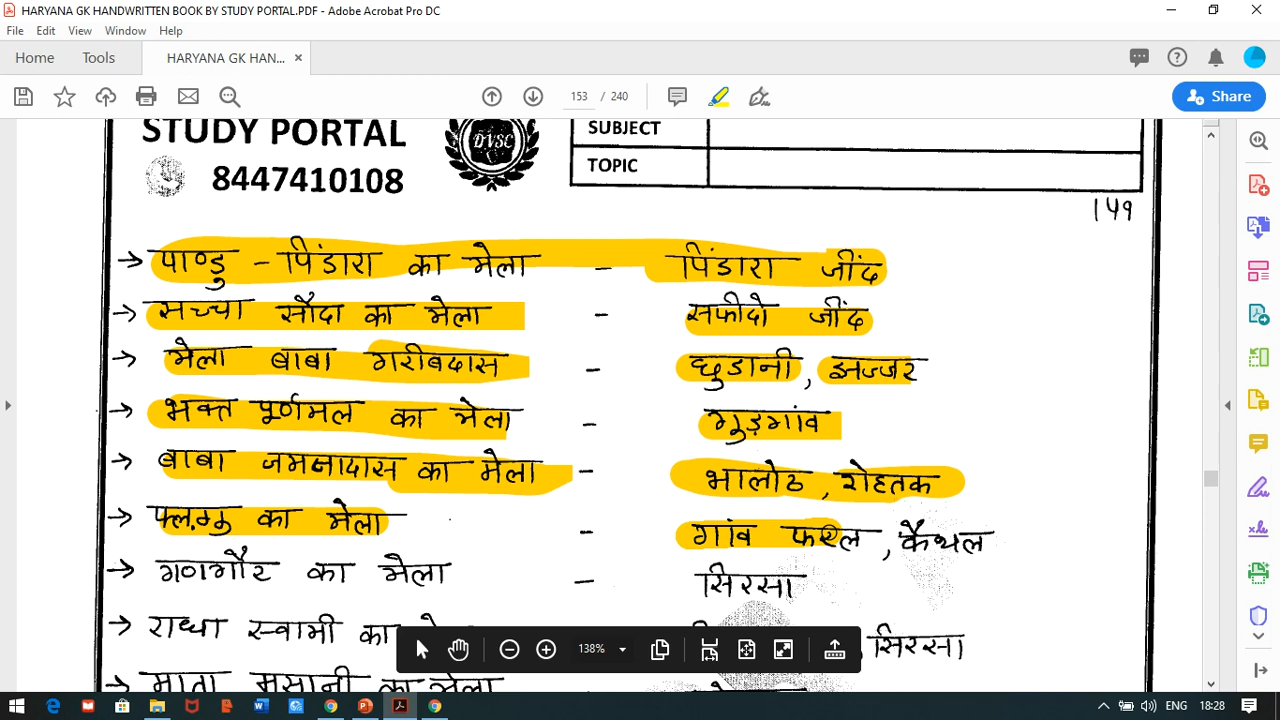 HARYANA GK HANDWRITTEN BOOK BY STUDY PORTAL.PDF - Adobe Acrobat Pro DC
File Edit View Window Help
Home Tools HARYANA GK HAN... ×
153 / 240
Share
STUDY PORTAL
8447410108
DVSC
SUBJECT
TOPIC
149
→ पाण्डु - पिंडारा का मेला - पिंडारा जींद
→ सच्चा सौदा का मेला - सफीदो जींद
→ मेला बाबा गरीबदास - छुडानी, झज्जर
→ भक्त पूर्णमल का मेला - गुड़गांव
→ बाबा जमनादास का मेला - भालोठ, रोहतक
→ फ्ल्गु का मेला - गांव फरल, कैथल
→ गणगौर का मेला - सिरसा
→ राधा स्वामी का , सिरसा
→ माता मसानी का मेला
138%
ENG 18:28